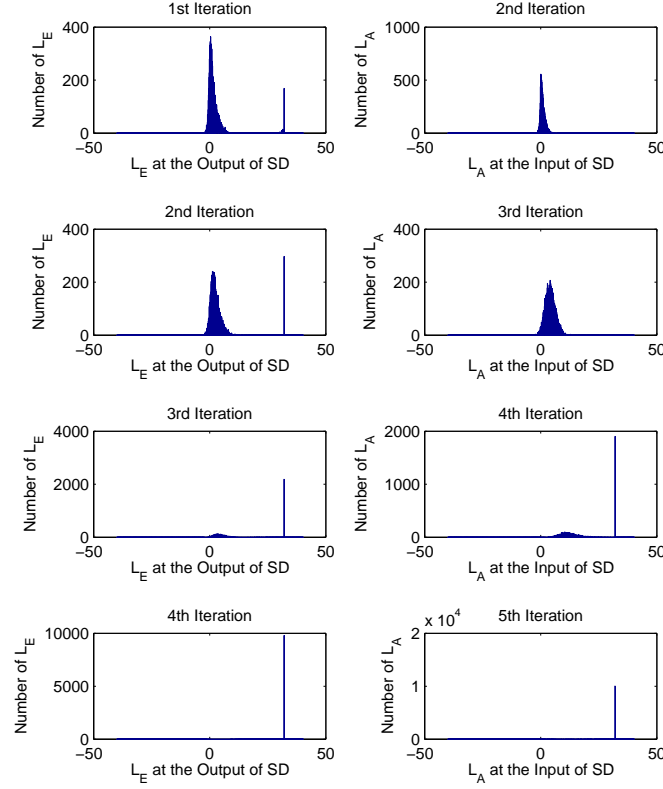 1st Iteration
400
200
0
−50
0
50
Number of L_E
L_E at the Output of SD
2nd Iteration
1000
500
0
−50
0
50
Number of L_A
L_A at the Input of SD
2nd Iteration
400
200
0
−50
0
50
Number of L_E
L_E at the Output of SD
3rd Iteration
400
200
0
−50
0
50
Number of L_A
L_A at the Input of SD
3rd Iteration
4000
2000
0
−50
0
50
Number of L_E
L_E at the Output of SD
4th Iteration
2000
1000
0
−50
0
50
Number of L_A
L_A at the Input of SD
4th Iteration
10000
5000
0
−50
0
50
Number of L_E
L_E at the Output of SD
5th Iteration
x 10^4
2
1
0
−50
0
50
Number of L_A
L_A at the Input of SD